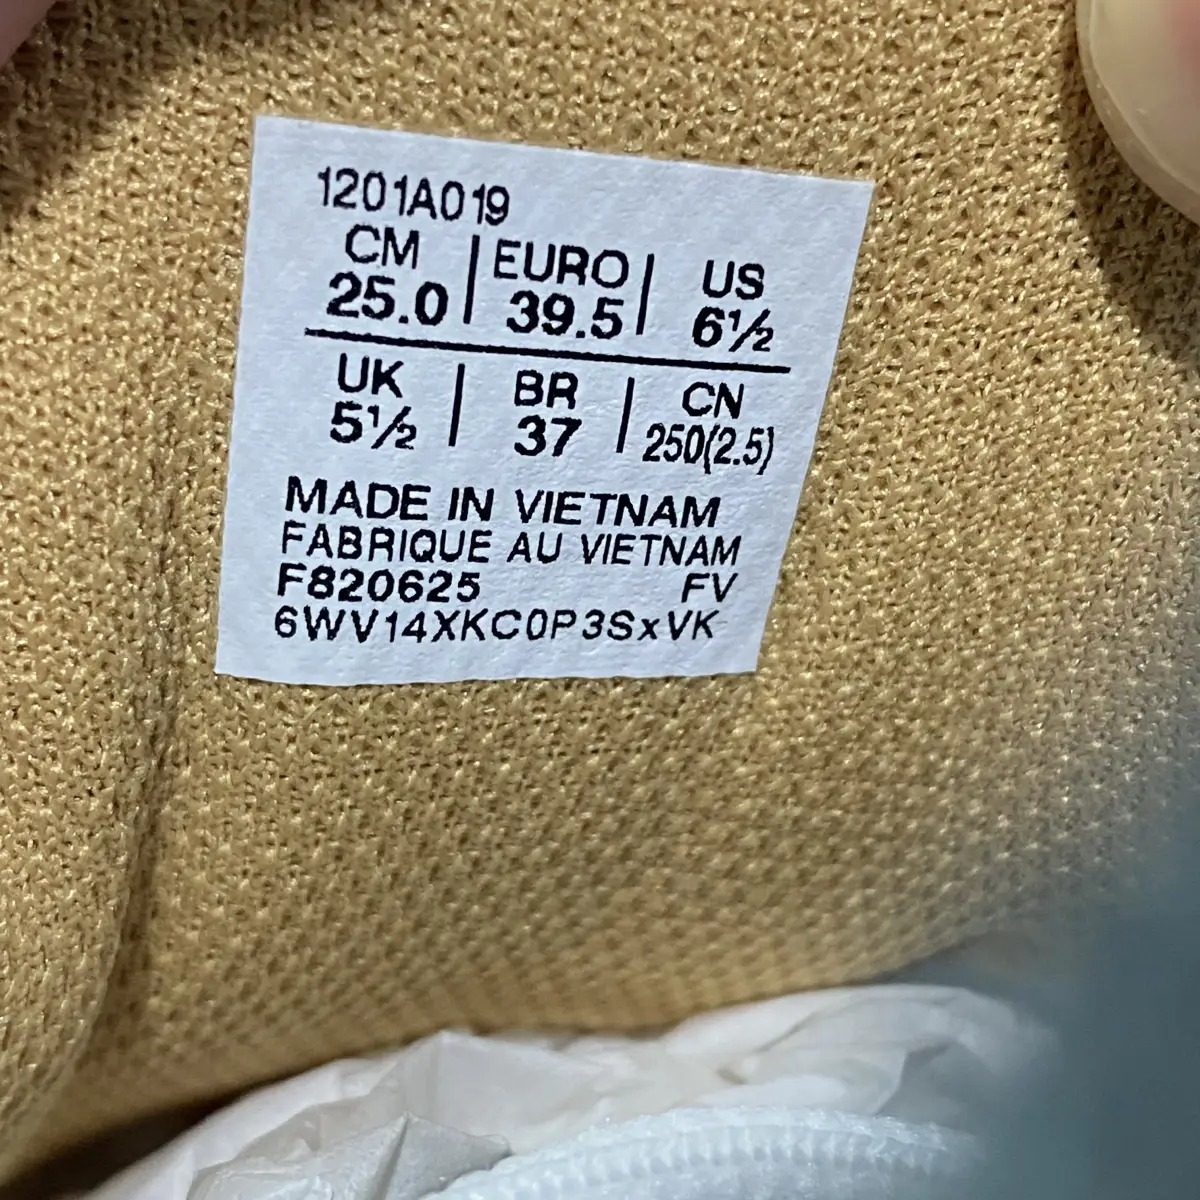 1201A019
CM | EURO | US
25.0 | 39.5 | 6½
UK | BR | CN
5½ | 37 | 250(2.5)
MADE IN VIETNAM
FABRIQUE AU VIETNAM
F820625 FV
6WV14XKC0P3SxVK